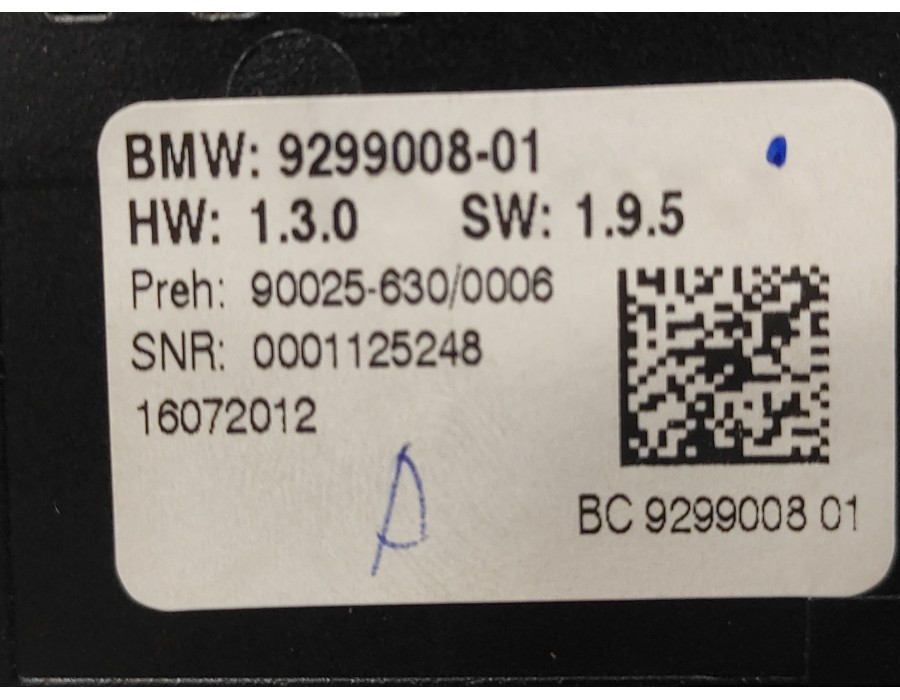 BMW: 9299008-01
HW: 1.3.0 SW: 1.9.5
Preh: 90025-630/0006
SNR: 0001125248
16072012
BC 9299008 01